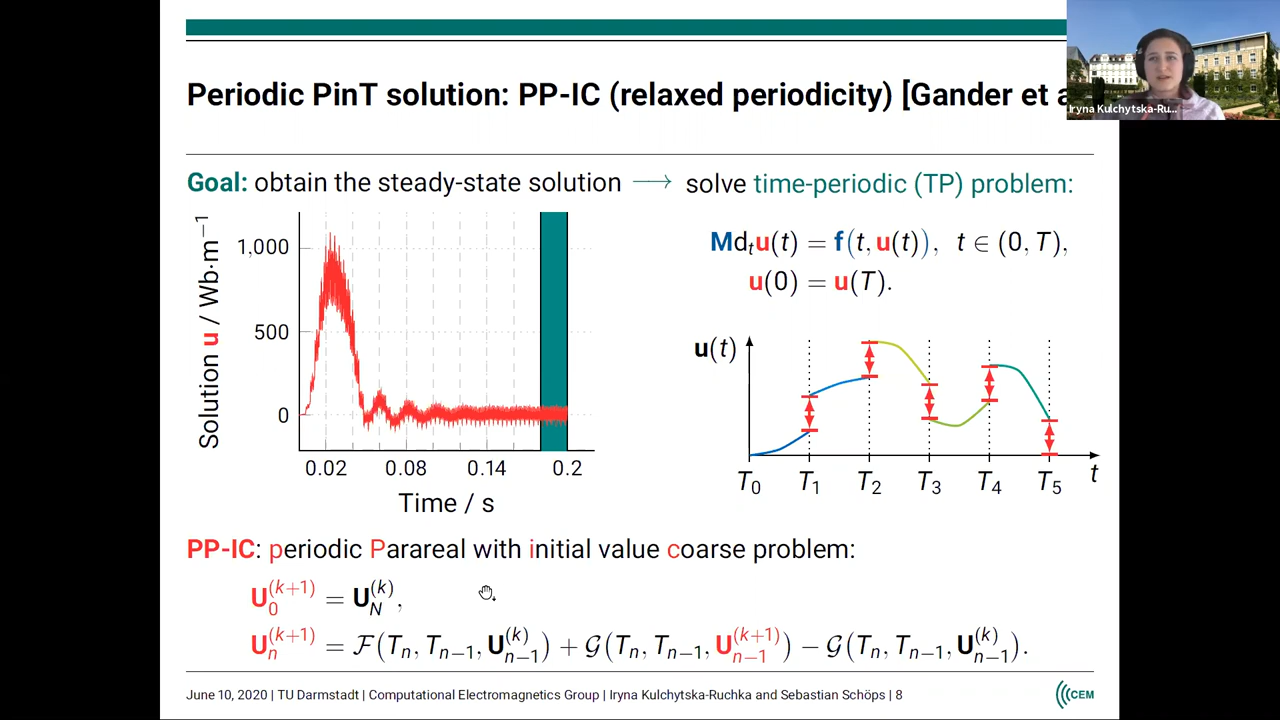 Periodic PinT solution: PP-IC (relaxed periodicity) [Gander et a
Iryna Kulchytska-Ru...
Goal: obtain the steady-state solution ⟶ solve time-periodic (TP) problem:
Solution u / Wb·m⁻¹
1,000
500
0
0.02 0.08 0.14 0.2
Time / s
Mdₜu(t) = f(t, u(t)), t ∈ (0, T),
u(0) = u(T).
u(t)
T₀ T₁ T₂ T₃ T₄ T₅ t
PP-IC: periodic Parareal with initial value coarse problem:
U₀^(k+1) = U_N^(k),
U_n^(k+1) = F(T_n, T_{n−1}, U_{n−1}^(k)) + G(T_n, T_{n−1}, U_{n−1}^(k+1)) − G(T_n, T_{n−1}, U_{n−1}^(k)).
June 10, 2020 | TU Darmstadt | Computational Electromagnetics Group | Iryna Kulchytska-Ruchka and Sebastian Schöps | 8
CEM